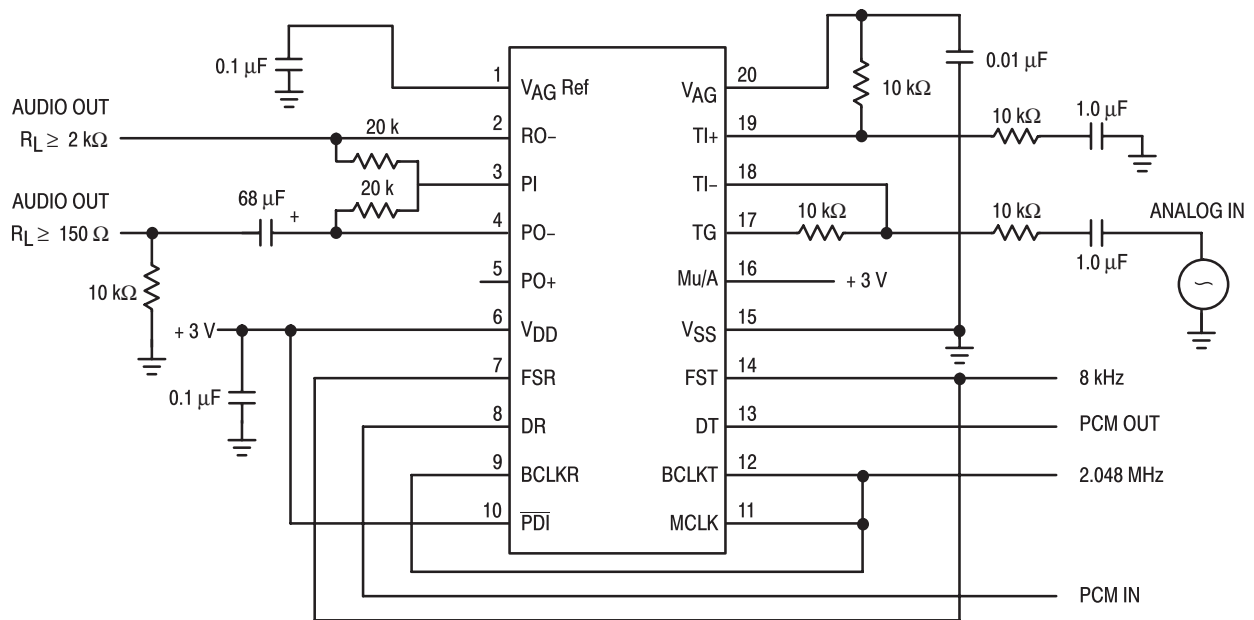 0.1 μF
1
V_AG Ref
AUDIO OUT
R_L ≥ 2 kΩ
20 k
2
RO–
3
PI
20 k
AUDIO OUT
R_L ≥ 150 Ω
68 μF
+
4
PO–
10 kΩ
5
PO+
+ 3 V
6
V_DD
0.1 μF
7
FSR
8
DR
9
BCLKR
10
PDI
V_AG
20
10 kΩ
0.01 μF
TI+
19
10 kΩ
1.0 μF
TI–
18
TG
17
10 kΩ
10 kΩ
1.0 μF
ANALOG IN
Mu/A
16
+ 3 V
V_SS
15
FST
14
8 kHz
DT
13
PCM OUT
BCLKT
12
2.048 MHz
MCLK
11
PCM IN